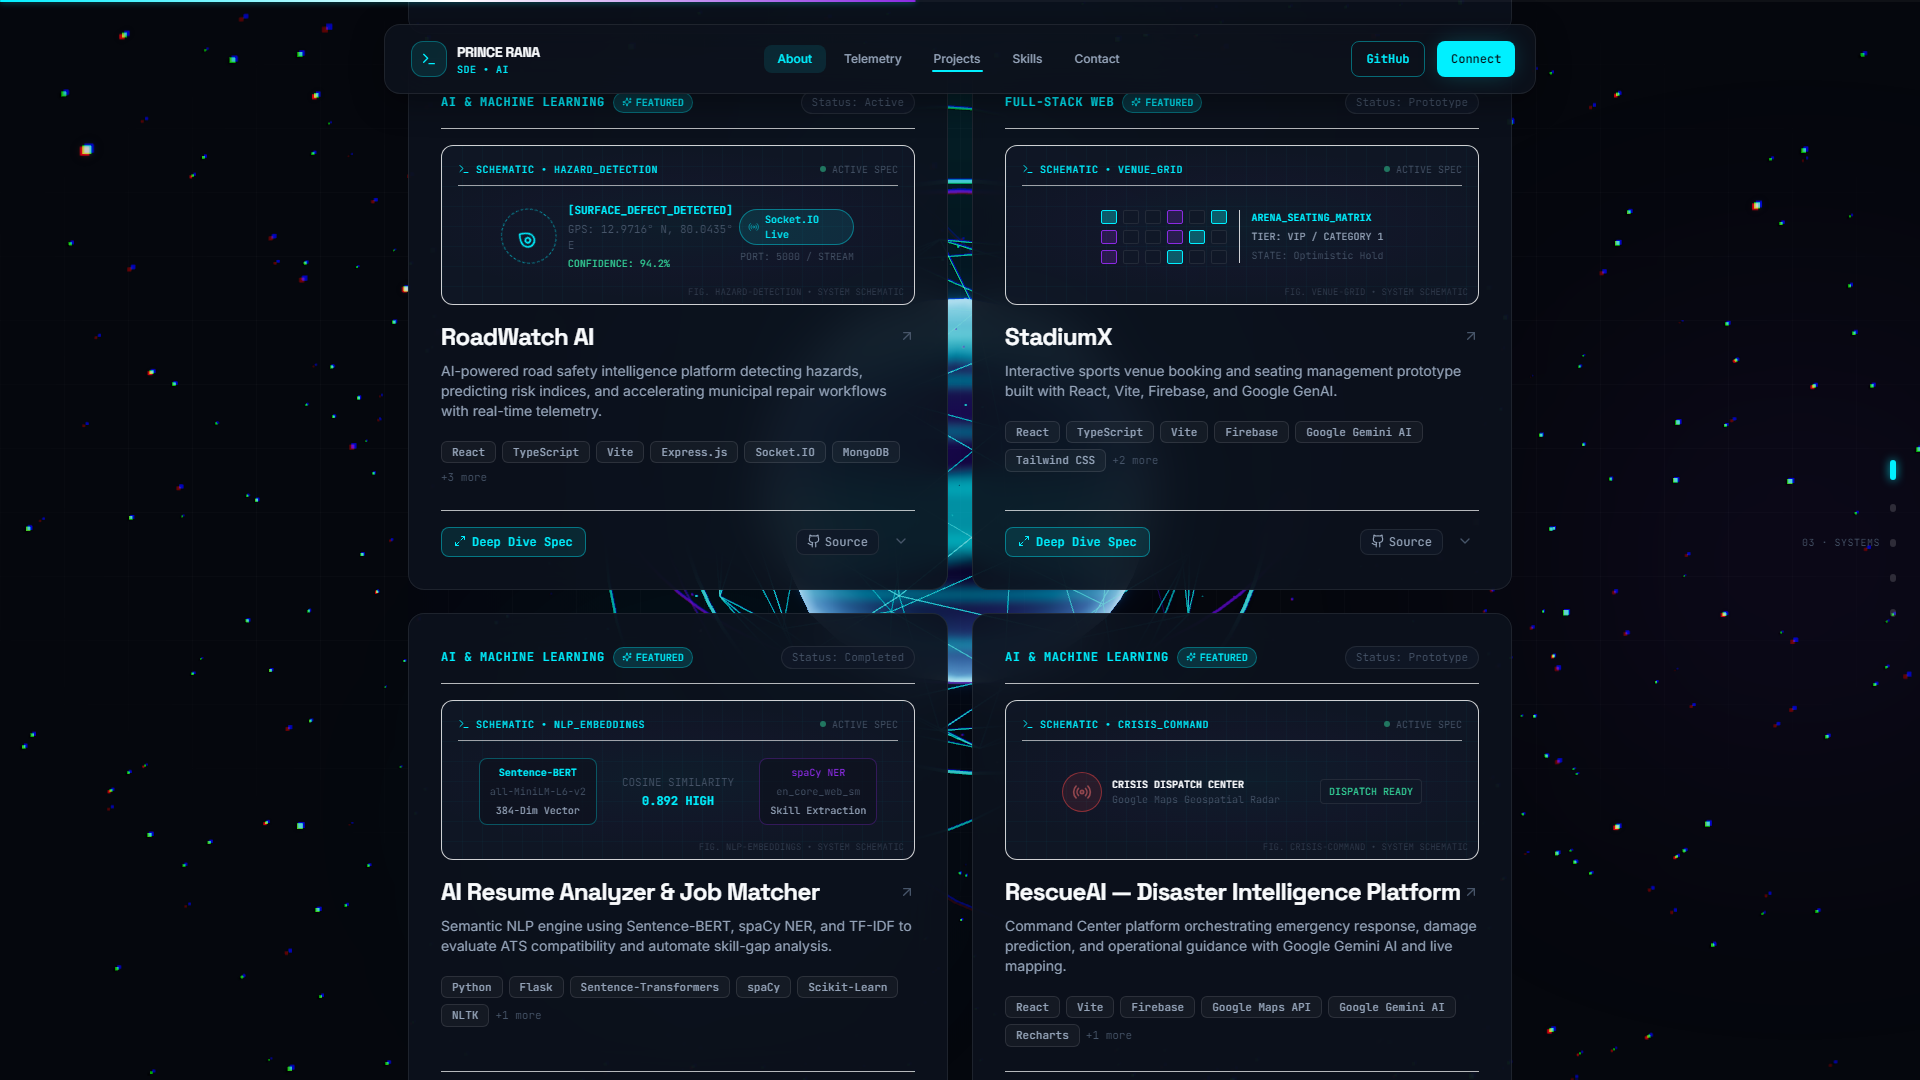 PRINCE RANA
SDE • AI
About
Telemetry
Projects
Skills
Contact
GitHub
Connect
AI & MACHINE LEARNING
FEATURED
Status: Active
>_ SCHEMATIC • HAZARD_DETECTION
ACTIVE SPEC
[SURFACE_DEFECT_DETECTED]
GPS: 12.9716° N, 80.0435°
E
CONFIDENCE: 94.2%
Socket.IO
Live
PORT: 5000 / STREAM
FIG. HAZARD-DETECTION • SYSTEM SCHEMATIC
RoadWatch AI
AI-powered road safety intelligence platform detecting hazards,
predicting risk indices, and accelerating municipal repair workflows
with real-time telemetry.
React
TypeScript
Vite
Express.js
Socket.IO
MongoDB
+3 more
Deep Dive Spec
Source
FULL-STACK WEB
FEATURED
Status: Prototype
>_ SCHEMATIC • VENUE_GRID
ACTIVE SPEC
ARENA_SEATING_MATRIX
TIER: VIP / CATEGORY 1
STATE: Optimistic Hold
FIG. VENUE-GRID • SYSTEM SCHEMATIC
StadiumX
Interactive sports venue booking and seating management prototype
built with React, Vite, Firebase, and Google GenAI.
React
TypeScript
Vite
Firebase
Google Gemini AI
Tailwind CSS
+2 more
Deep Dive Spec
Source
03 · SYSTEMS
AI & MACHINE LEARNING
FEATURED
Status: Completed
>_ SCHEMATIC • NLP_EMBEDDINGS
ACTIVE SPEC
Sentence-BERT
all-MiniLM-L6-v2
384-Dim Vector
COSINE SIMILARITY
0.892 HIGH
spaCy NER
en_core_web_sm
Skill Extraction
FIG. NLP-EMBEDDINGS • SYSTEM SCHEMATIC
AI Resume Analyzer & Job Matcher
Semantic NLP engine using Sentence-BERT, spaCy NER, and TF-IDF to
evaluate ATS compatibility and automate skill-gap analysis.
Python
Flask
Sentence-Transformers
spaCy
Scikit-Learn
NLTK
+1 more
AI & MACHINE LEARNING
FEATURED
Status: Prototype
>_ SCHEMATIC • CRISIS_COMMAND
ACTIVE SPEC
CRISIS DISPATCH CENTER
Google Maps Geospatial Radar
DISPATCH READY
FIG. CRISIS-COMMAND • SYSTEM SCHEMATIC
RescueAI — Disaster Intelligence Platform
Command Center platform orchestrating emergency response, damage
prediction, and operational guidance with Google Gemini AI and live
mapping.
React
Vite
Firebase
Google Maps API
Google Gemini AI
Recharts
+1 more